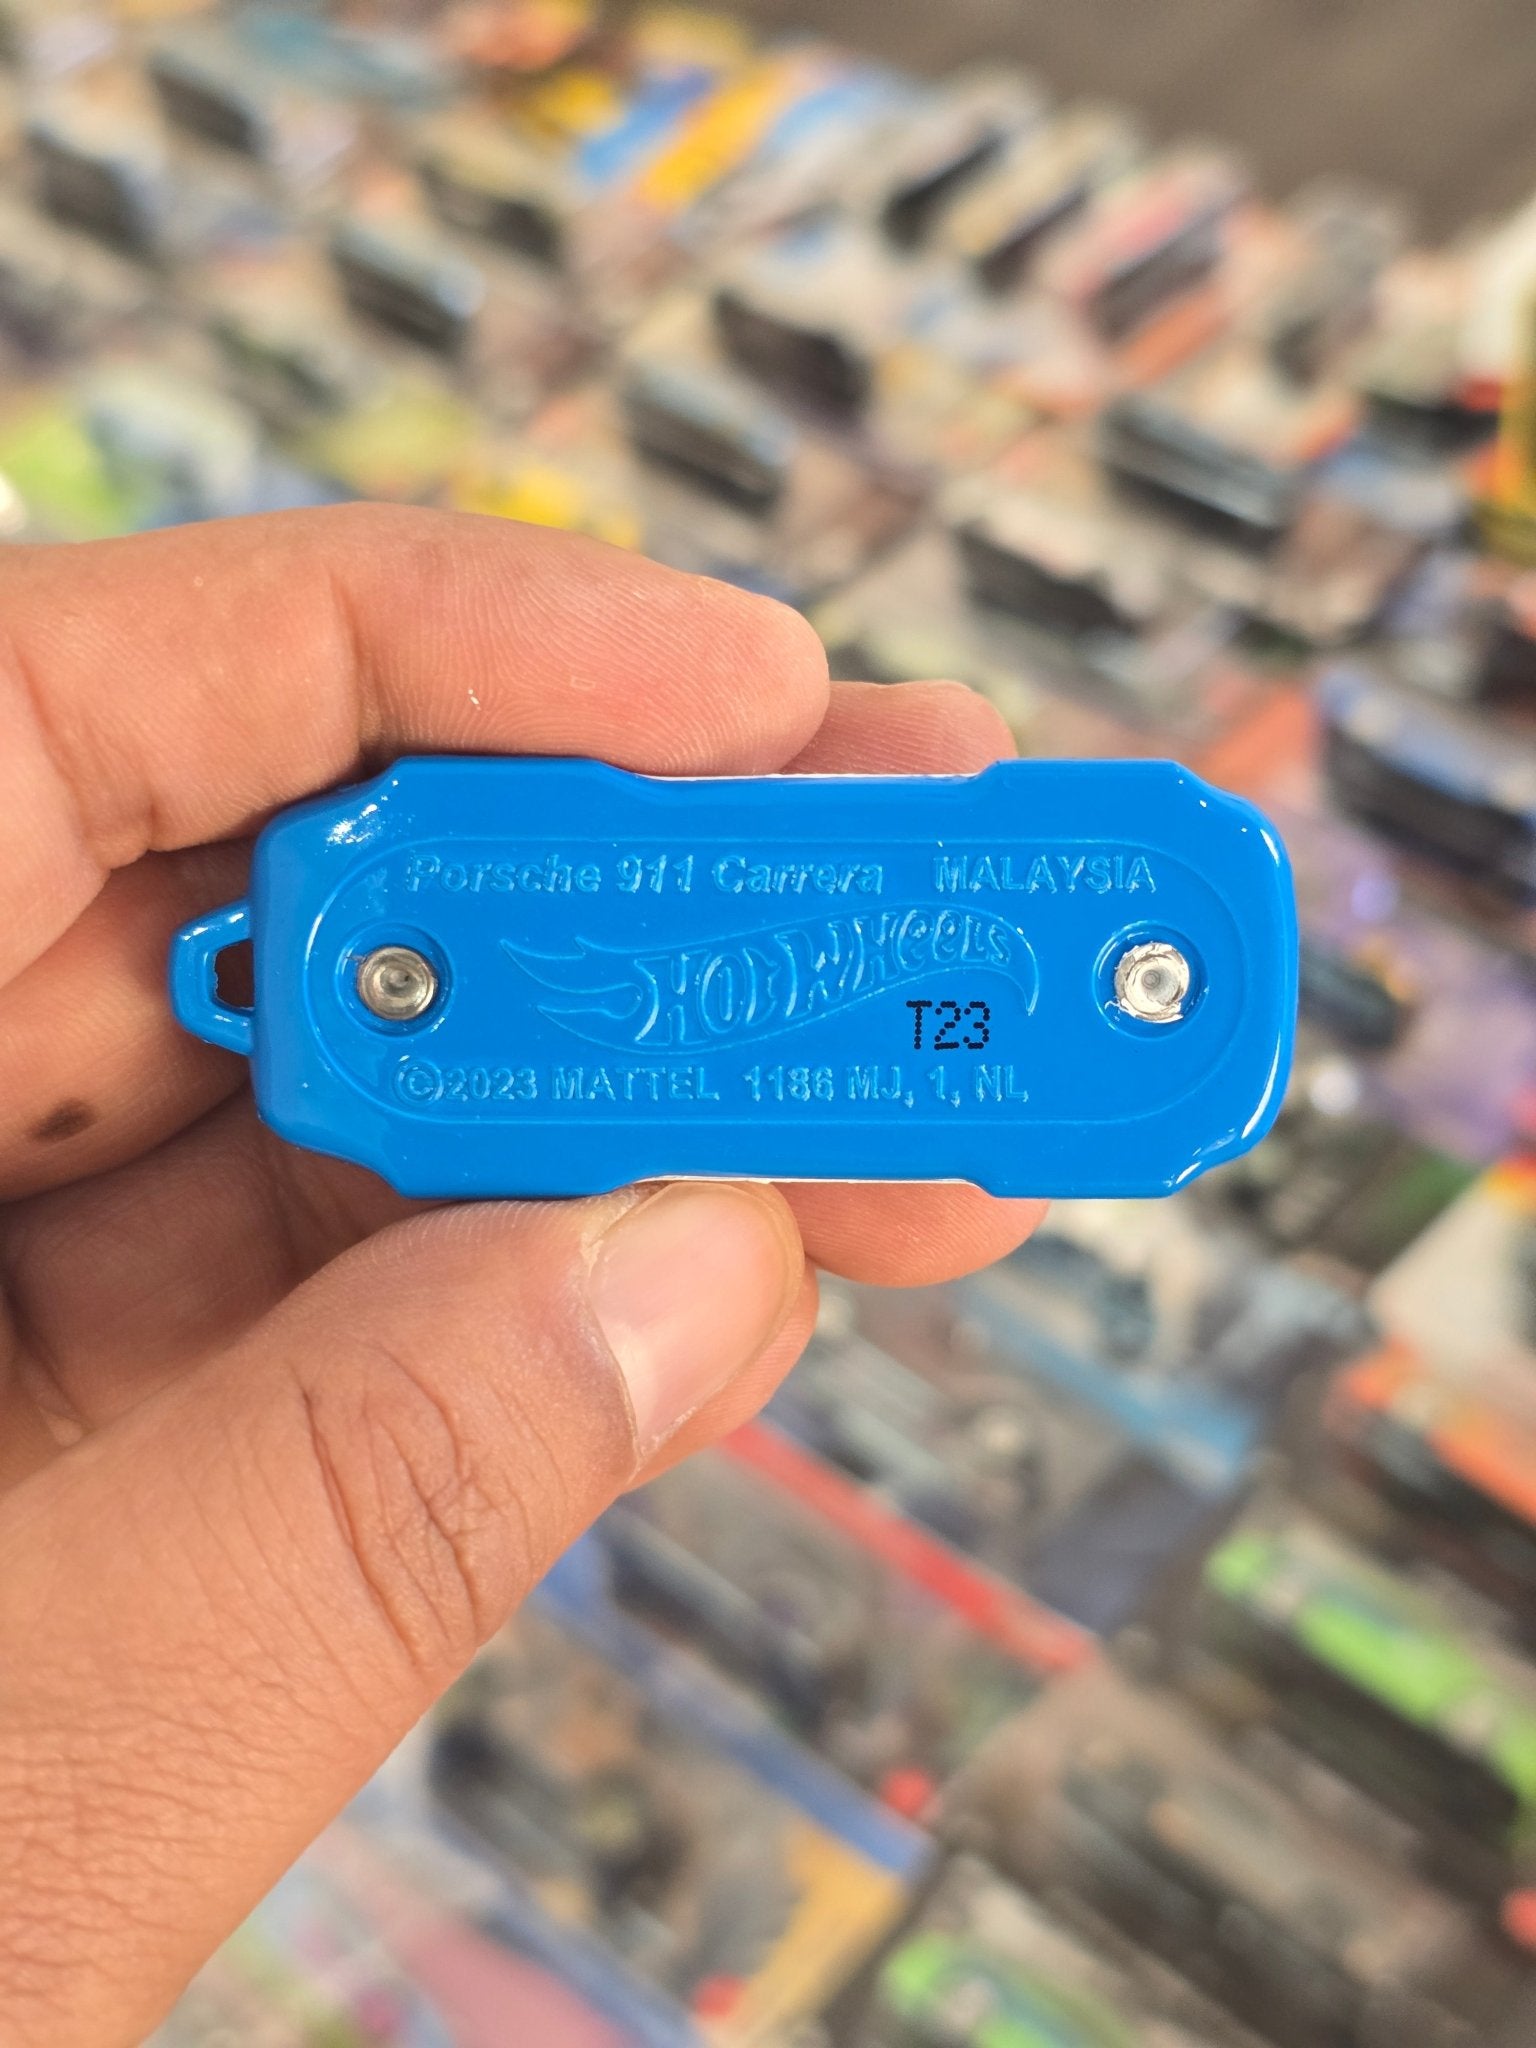 Porsche 911 Carrera MALAYSIA
HOT WHEELS
T23
©2023 MATTEL 1186 MJ, 1, NL